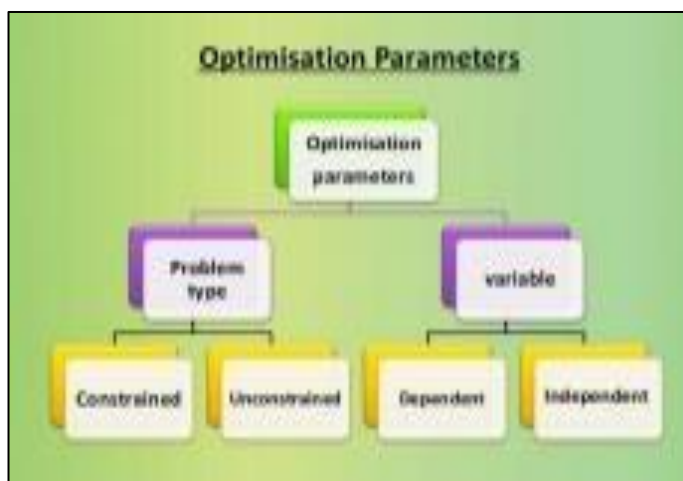 Optimisation Parameters
Optimisation
parameters
Problem
type
variable
Constrained
Unconstrained
Dependent
Independent